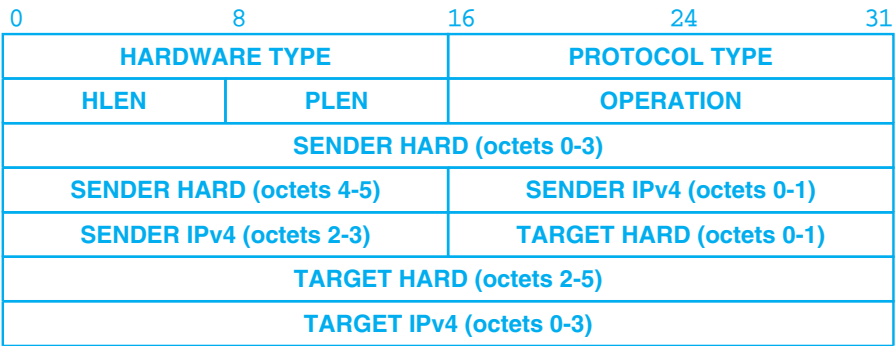 0 8 16 24 31
HARDWARE TYPE PROTOCOL TYPE
HLEN PLEN OPERATION
SENDER HARD (octets 0-3)
SENDER HARD (octets 4-5) SENDER IPv4 (octets 0-1)
SENDER IPv4 (octets 2-3) TARGET HARD (octets 0-1)
TARGET HARD (octets 2-5)
TARGET IPv4 (octets 0-3)